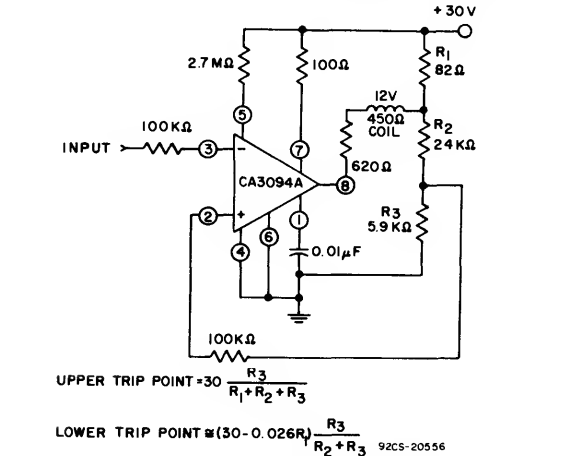 +30V
2.7MΩ
100Ω
R1
82Ω
12V
450Ω
COIL
R2
24KΩ
620Ω
R3
5.9KΩ
100KΩ
INPUT
5
3
7
CA3094A
8
2
1
6
4
0.01μF
100KΩ
UPPER TRIP POINT=30 R3
R1+R2+R3
LOWER TRIP POINT ≅(30-0.026R1) R3
R2+R3
92CS-20556